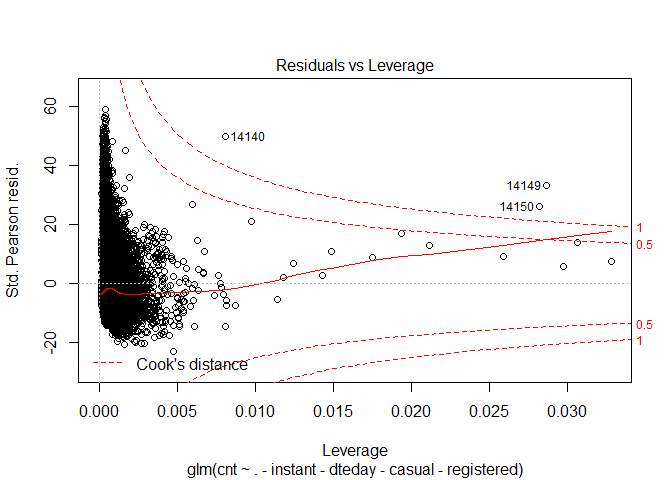 Residuals vs Leverage
Std. Pearson resid.
60
40
20
0
-20
14140
14149
14150
1
0.5
0.5
1
Cook's distance
0.000 0.005 0.010 0.015 0.020 0.025 0.030
Leverage
glm(cnt ~ . - instant - dteday - casual - registered)